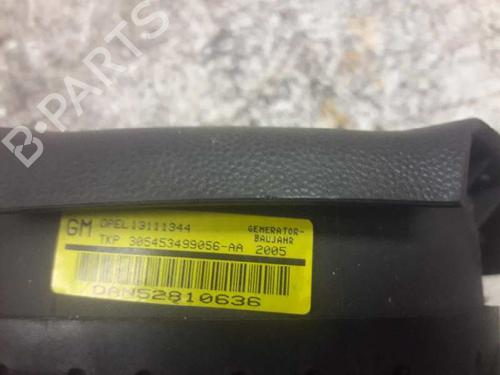 B-PARTS
GM OPEL 13111344
TKP 305453499056-AA
GENERATOR-
BAUJAHR
2005
DAN52810636